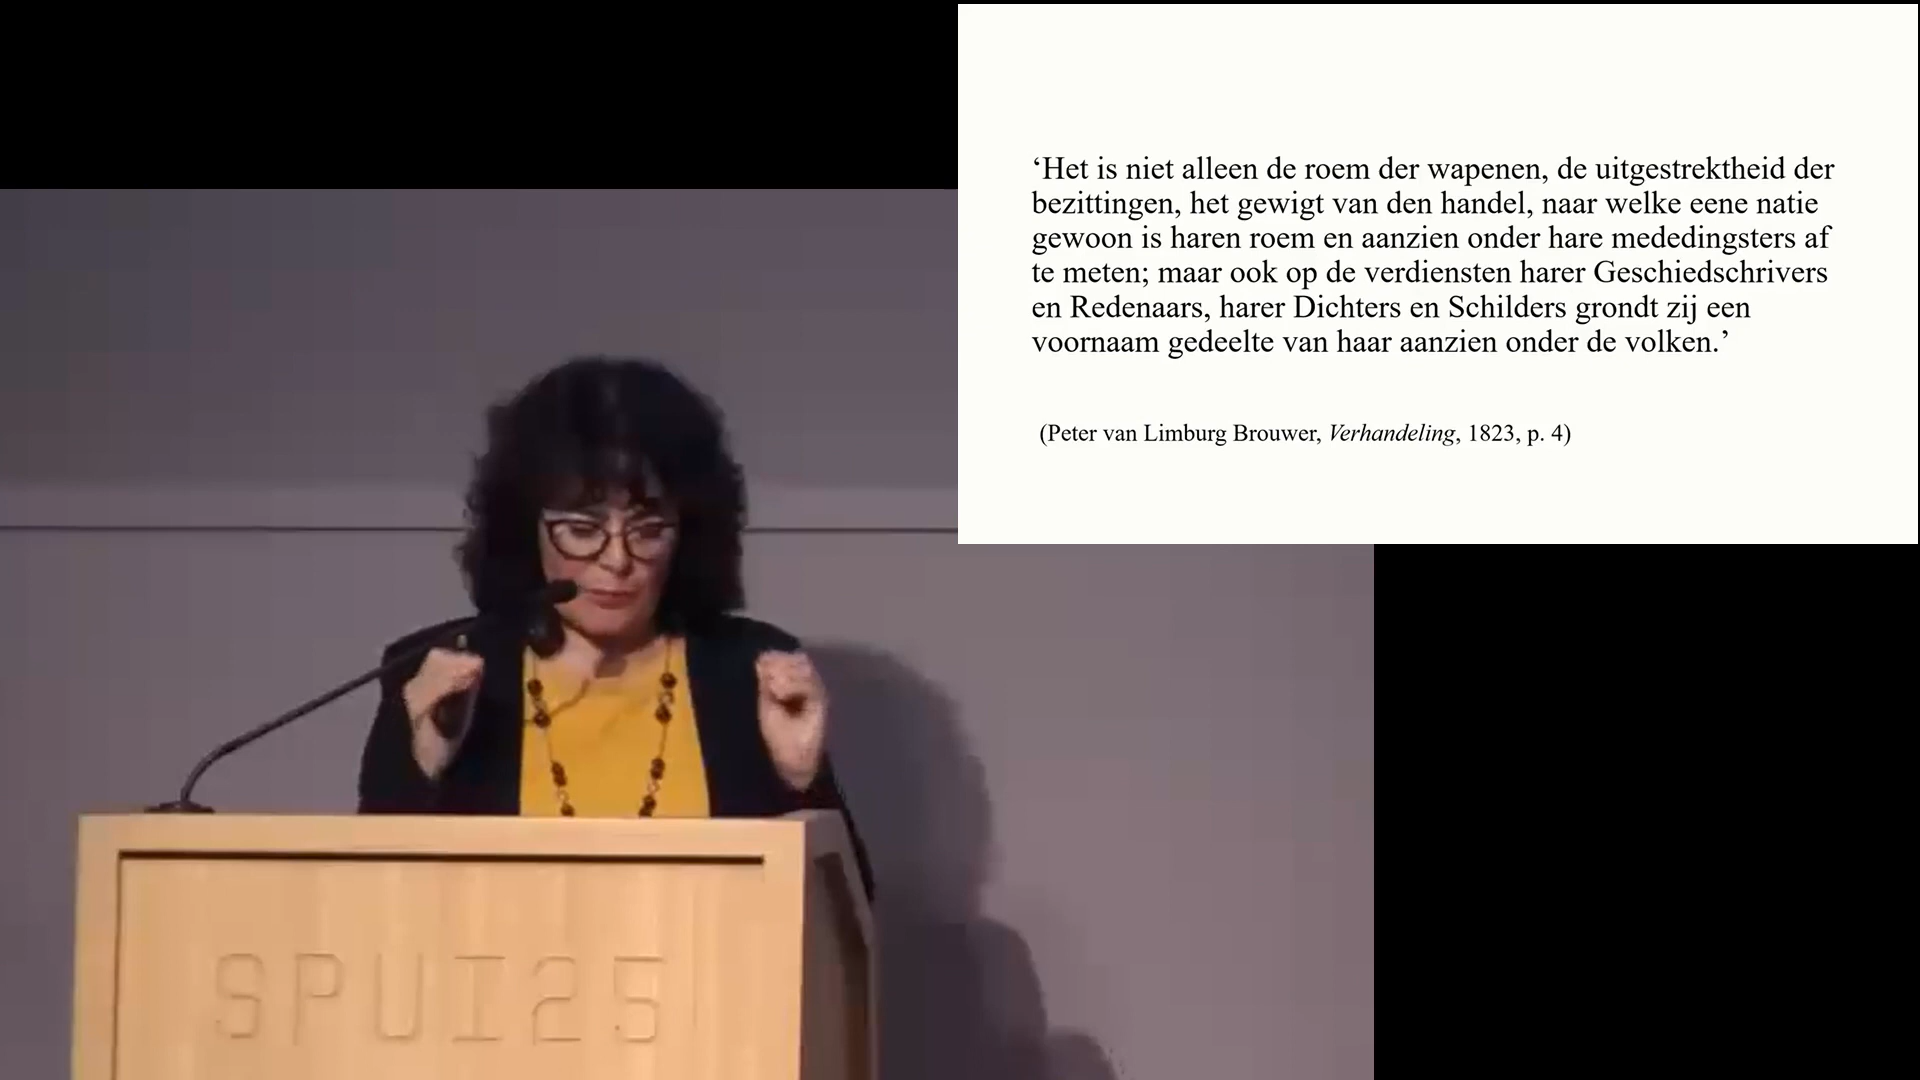 ‘Het is niet alleen de roem der wapenen, de uitgestrektheid der
bezittingen, het gewigt van den handel, naar welke eene natie
gewoon is haren roem en aanzien onder hare mededingsters af
te meten; maar ook op de verdiensten harer Geschiedschrivers
en Redenaars, harer Dichters en Schilders grondt zij een
voornaam gedeelte van haar aanzien onder de volken.’
(Peter van Limburg Brouwer, Verhandeling, 1823, p. 4)
SPUI25